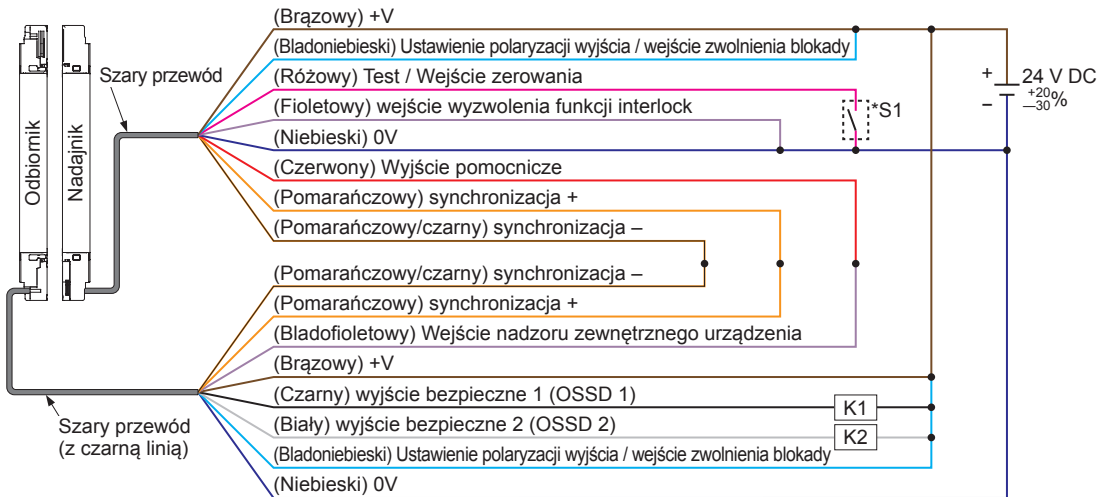 (Brązowy) +V
(Bladoniebieski) Ustawienie polaryzacji wyjścia / wejście zwolnienia blokady
Szary przewód
(Różowy) Test / Wejście zerowania
(Fioletowy) wejście wyzwolenia funkcji interlock
(Niebieski) 0V
(Czerwony) Wyjście pomocnicze
(Pomarańczowy) synchronizacja +
(Pomarańczowy/czarny) synchronizacja –
*S1
+
–
24 V DC
+20
—30 %
Odbiornik
Nadajnik
(Pomarańczowy/czarny) synchronizacja –
(Pomarańczowy) synchronizacja +
(Bladofioletowy) Wejście nadzoru zewnętrznego urządzenia
(Brązowy) +V
(Czarny) wyjście bezpieczne 1 (OSSD 1)
K1
(Biały) wyjście bezpieczne 2 (OSSD 2)
K2
(Bladoniebieski) Ustawienie polaryzacji wyjścia / wejście zwolnienia blokady
(Niebieski) 0V
Szary przewód
(z czarną linią)